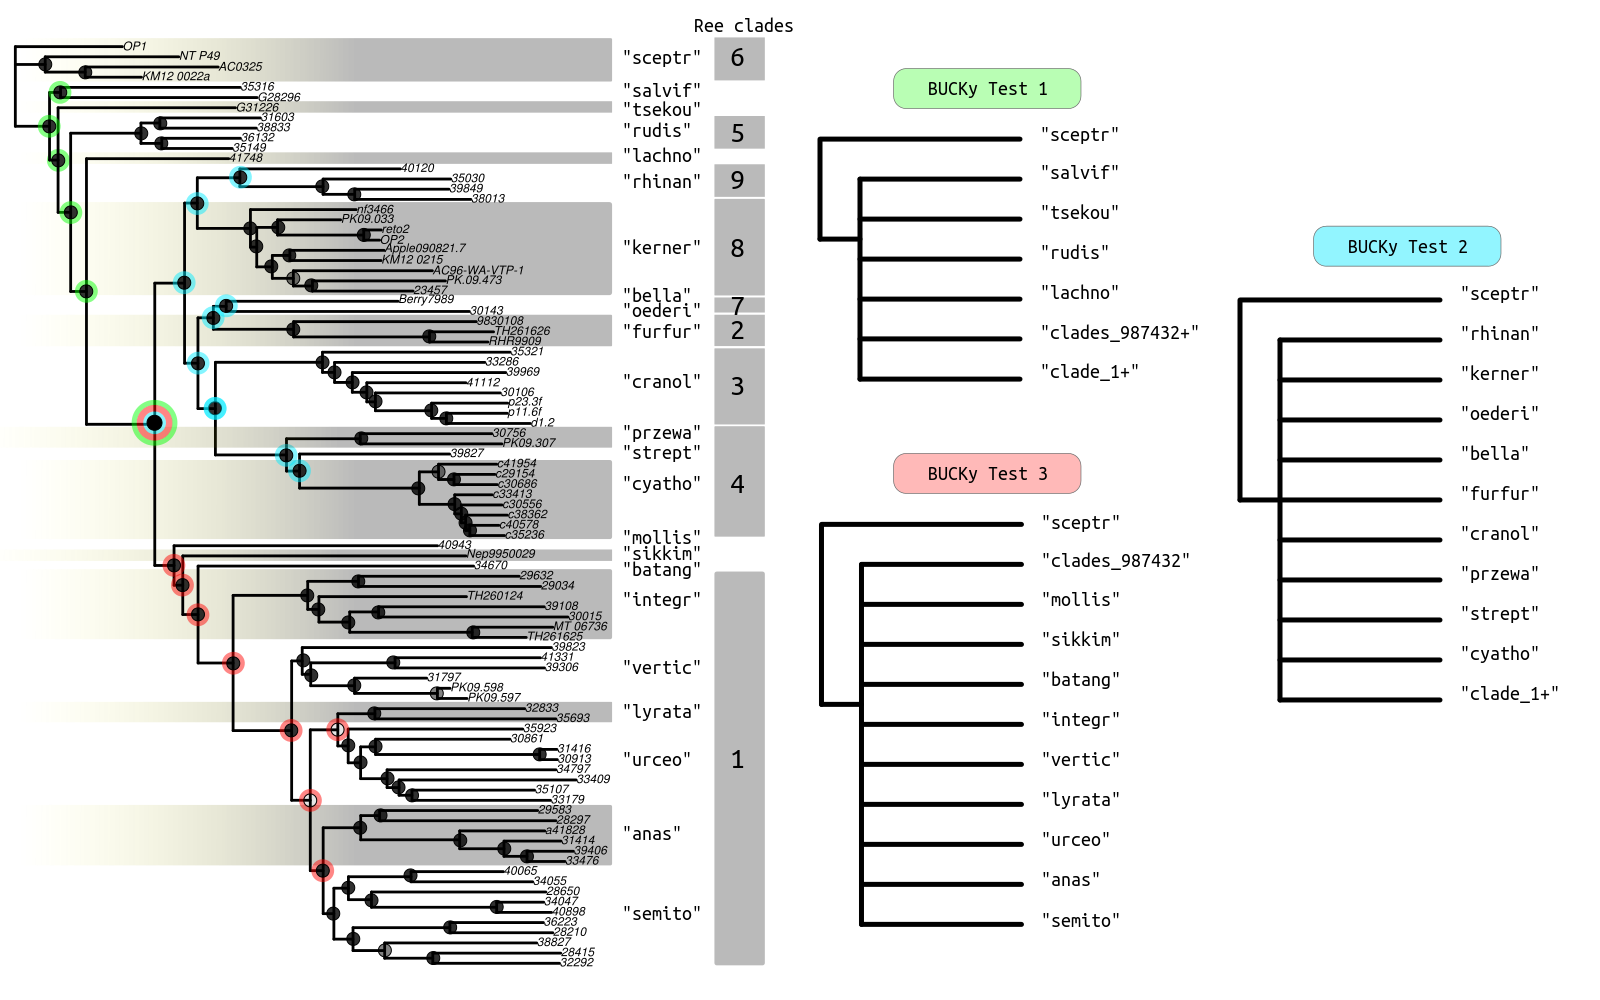 Ree clades
OP1
NT P49
AC0325
KM12 0022a
"sceptr"
6
35316
G28296
"salvif"
G31226
"tsekou"
31603
38833
36132
35149
"rudis"
5
41748
"lachno"
40120
35030
39849
38013
"rhinan"
9
nf3466
PK09.033
reto2
OP2
Apple090821.7
KM12 0215
AC96-WA-VTP-1
PK.09.473
23457
"kerner"
8
Berry7989
"bella"
30143
"oederi"
7
9830108
TH261626
RHR9909
"furfur"
2
35321
33286
39969
41112
30106
p23.3f
p11.6f
d1.2
"cranol"
3
30756
PK09.307
"przewa"
39827
"strept"
c41954
c29154
c30686
c33413
c30556
c38362
c40578
c35236
"cyatho"
4
40943
"mollis"
Nep9950029
"sikkim"
34670
"batang"
29632
29034
TH260124
39108
30015
MT 06736
TH261625
"integr"
39823
41331
39306
31797
PK09.598
PK09.597
"vertic"
32833
35693
"lyrata"
35923
30861
31416
30913
34797
33409
35107
33179
"urceo"
1
29583
28297
a41828
31414
39406
33476
"anas"
40065
34055
28650
34047
40898
36223
28210
38827
28415
32292
"semito"
BUCKy Test 1
"sceptr"
"salvif"
"tsekou"
"rudis"
"lachno"
"clades_987432+"
"clade_1+"
BUCKy Test 2
"sceptr"
"rhinan"
"kerner"
"oederi"
"bella"
"furfur"
"cranol"
"przewa"
"strept"
"cyatho"
"clade_1+"
BUCKy Test 3
"sceptr"
"clades_987432"
"mollis"
"sikkim"
"batang"
"integr"
"vertic"
"lyrata"
"urceo"
"anas"
"semito"